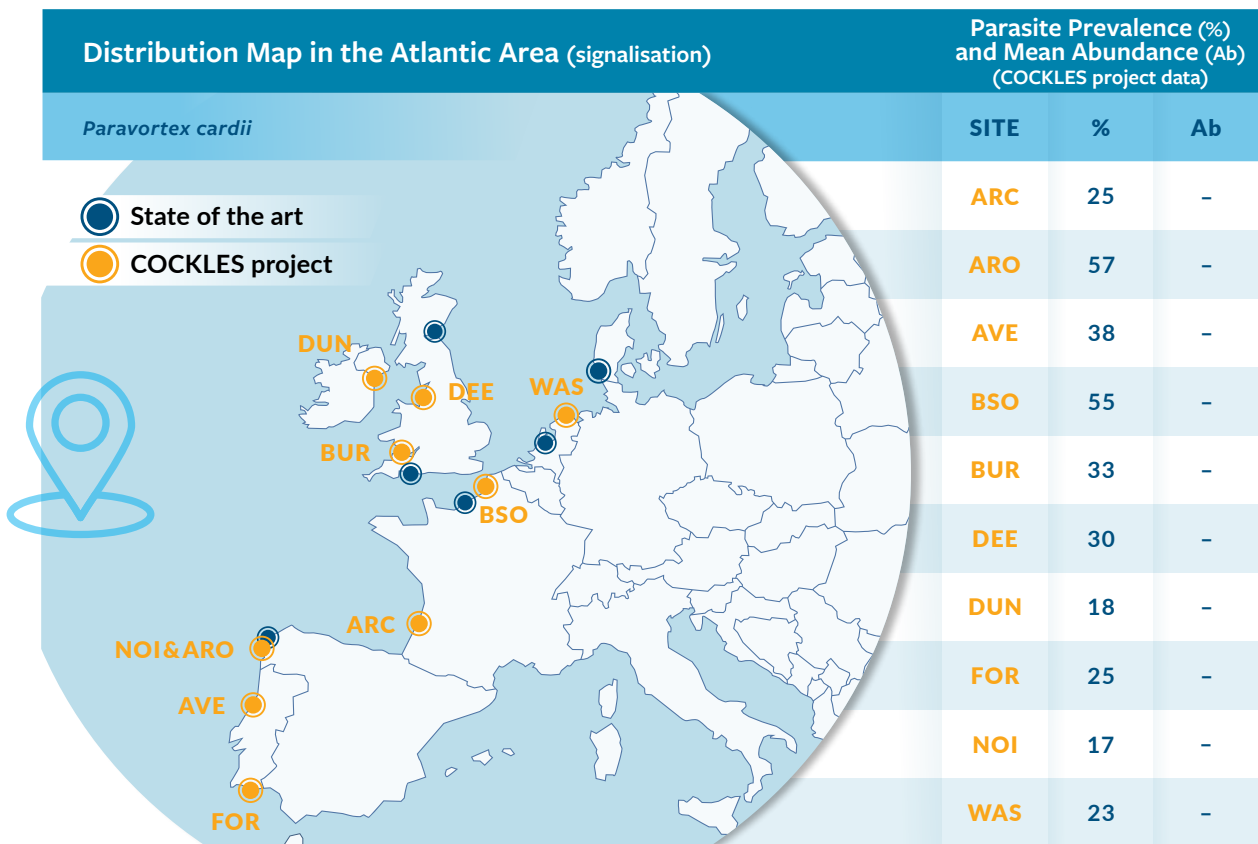 Distribution Map in the Atlantic Area (signalisation)
Parasite Prevalence (%)
and Mean Abundance (Ab)
(COCKLES project data)
Paravortex cardii
SITE % Ab
State of the art
COCKLES project
DUN
DEE
WAS
BUR
BSO
ARC
NOI&ARO
AVE
FOR
ARC 25 –
ARO 57 –
AVE 38 –
BSO 55 –
BUR 33 –
DEE 30 –
DUN 18 –
FOR 25 –
NOI 17 –
WAS 23 –